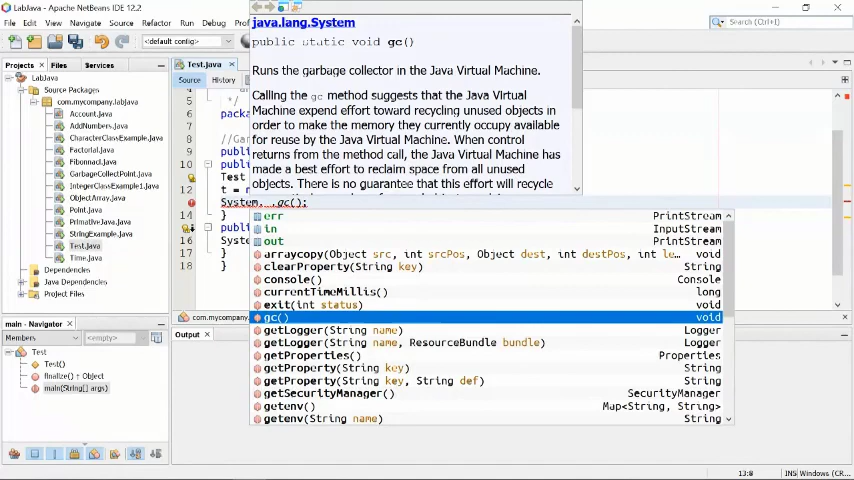 LabJava - Apache NetBeans IDE 12.2
File Edit View Navigate Source Refactor Run Debug
<default config>
Search (Ctrl+I)
Projects Files Services
LabJava
Source Packages
com.mycompany.labjava
Account.java
AddNumbers.java
CharacterClassExample.java
Factorial.java
Fibonnaci.java
GarbageCollectPoint.java
IntegerClassExample.java
ObjectArray.java
Point.java
PrimativeJava.java
StringExample.java
Test.java
Time.java
Dependencies
Java Dependencies
Project Files
main - Navigator
Members <empty>
Test
Test()
finalize() ↑ Object
main(String[] args)
Test.java
Source History
4
5 */
6 packa
7
8 //Gar
9 publi
10 publi
Test
12 t = n
System. .gc();
14 }
publi
16 Syste
17 }
18 }
java.lang.System
public static void gc()
Runs the garbage collector in the Java Virtual Machine.
Calling the gc method suggests that the Java Virtual
Machine expend effort toward recycling unused objects in
order to make the memory they currently occupy available
for reuse by the Java Virtual Machine. When control
returns from the method call, the Java Virtual Machine has
made a best effort to reclaim space from all unused
objects. There is no guarantee that this effort will recycle
err PrintStream
in InputStream
out PrintStream
arraycopy(Object src, int srcPos, Object dest, int destPos, int le... void
clearProperty(String key) String
console() Console
currentTimeMillis() long
exit(int status) void
gc() void
getLogger(String name) Logger
getLogger(String name, ResourceBundle bundle) Logger
getProperties() Properties
getProperty(String key) String
getProperty(String key, String def) String
getSecurityManager() SecurityManager
getenv() Map<String, String>
getenv(String name) String
com.mycompany
Output
13:8 INS Windows (CR...